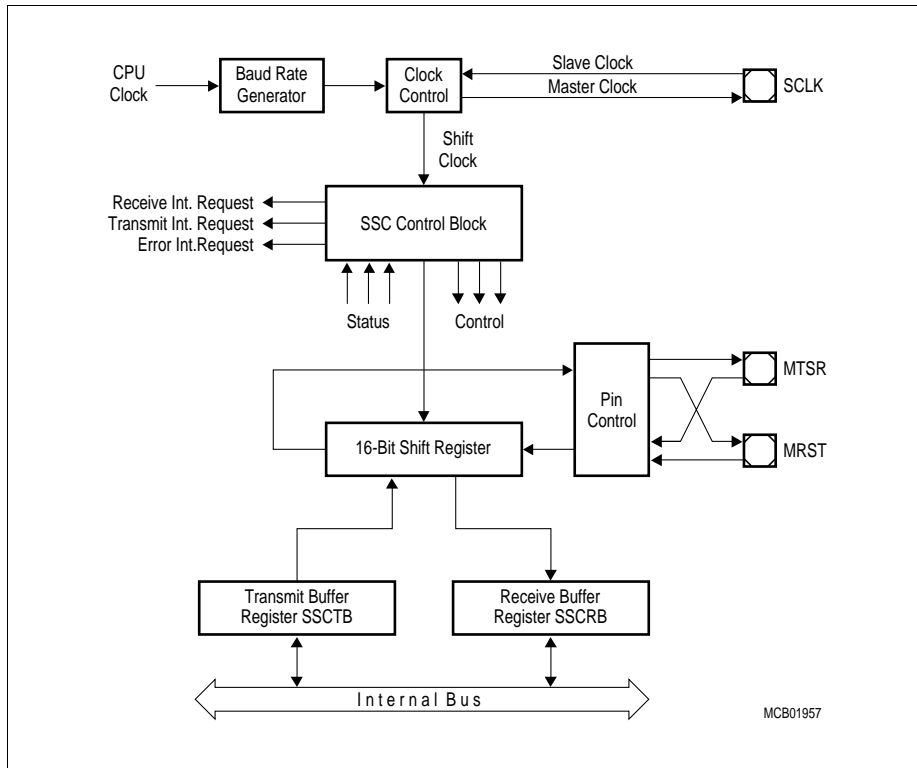 CPU
Clock
Baud Rate
Generator
Clock
Control
Slave Clock
Master Clock
SCLK
Shift
Clock
Receive Int. Request
Transmit Int. Request
Error Int.Request
SSC Control Block
Status
Control
Pin
Control
MTSR
MRST
16-Bit Shift Register
Transmit Buffer
Register SSCTB
Receive Buffer
Register SSCRB
Internal Bus
MCB01957